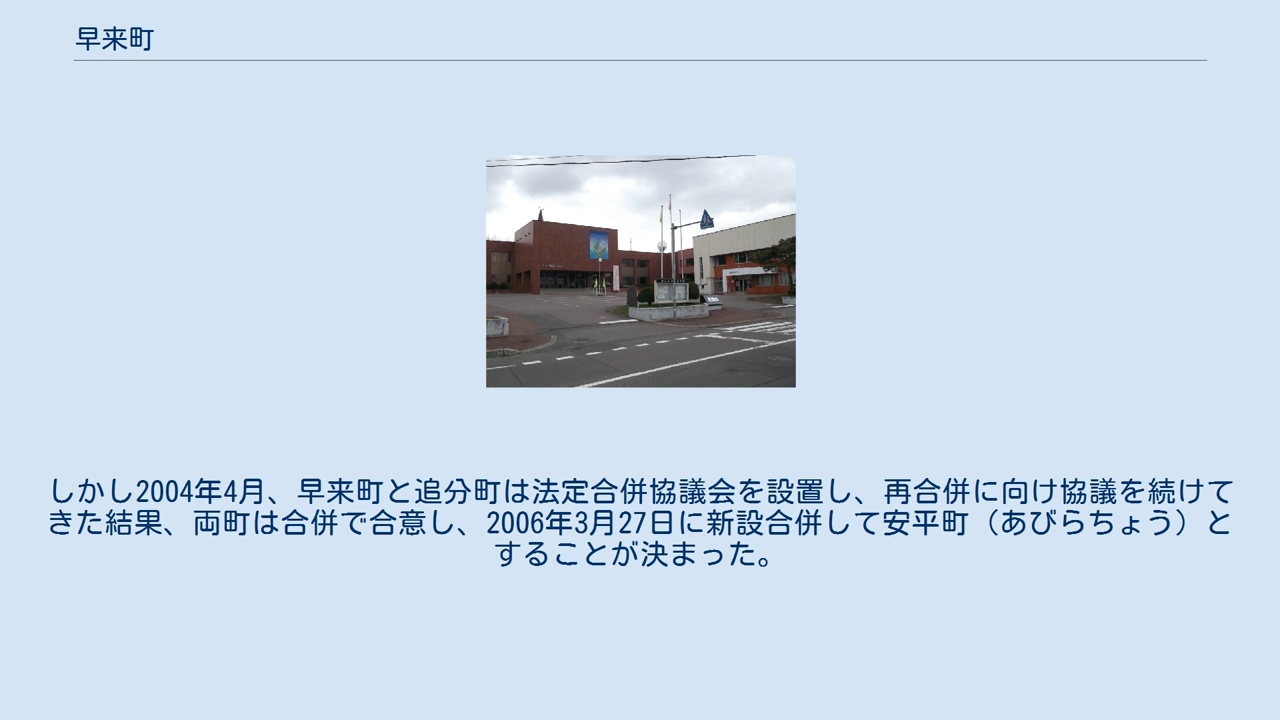 早来町
しかし2004年4月、早来町と追分町は法定合併協議会を設置し、再合併に向け協議を続けて
きた結果、両町は合併で合意し、2006年3月27日に新設合併して安平町（あびらちょう）と
することが決まった。